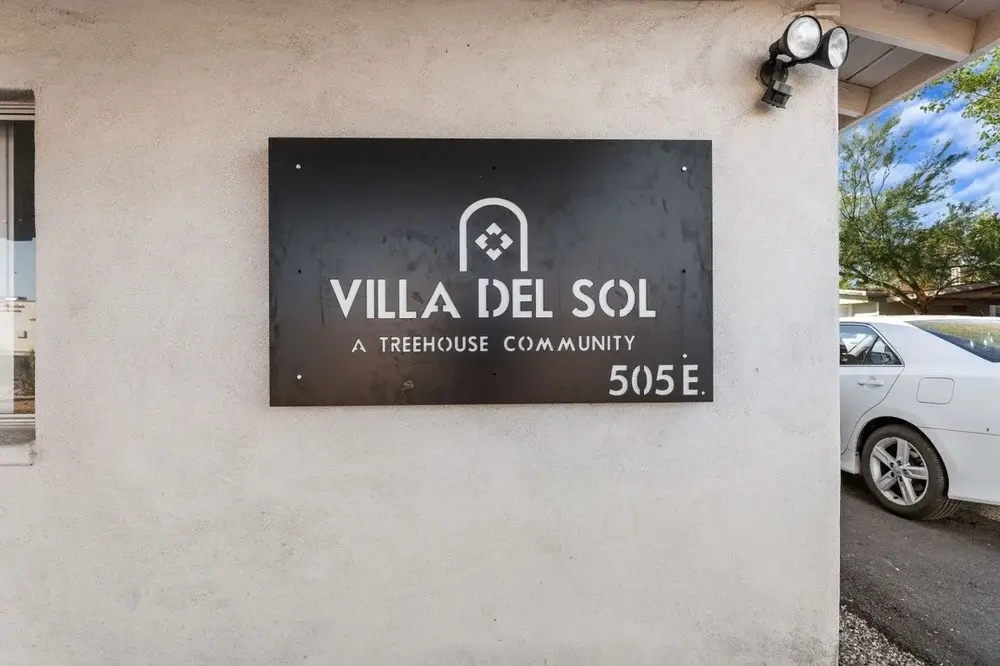 VILLA DEL SOL
A TREEHOUSE COMMUNITY
505 E.